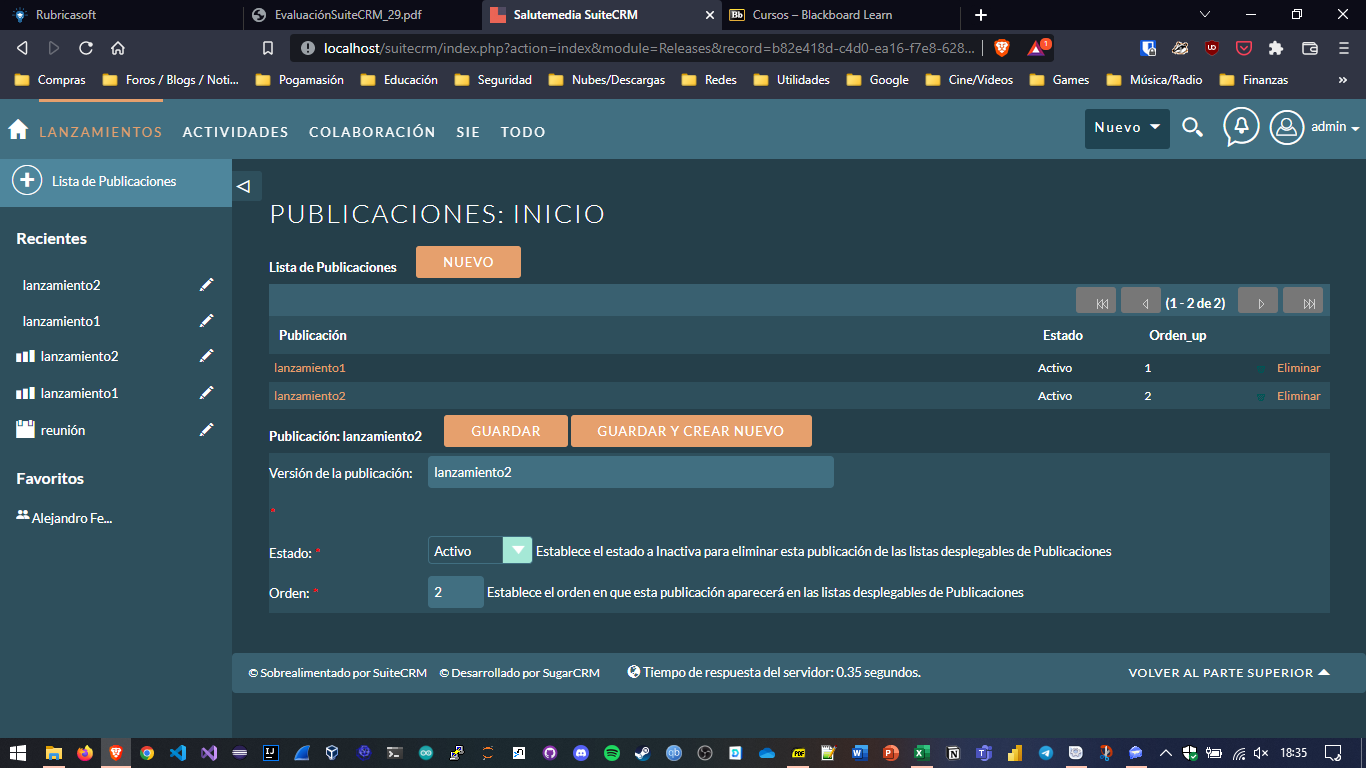 Rubricasoft
EvaluaciónSuiteCRM_29.pdf
Salutemedia SuiteCRM
Bb
Cursos – Blackboard Learn
localhost/suitecrm/index.php?action=index&module=Releases&record=b82e418d-c4d0-ea16-f7e8-628...
1
Compras
Foros / Blogs / Noti...
Pogamasión
Educación
Seguridad
Nubes/Descargas
Redes
Utilidades
Google
Cine/Videos
Games
Música/Radio
Finanzas
»
LANZAMIENTOS
ACTIVIDADES
COLABORACIÓN
SIE
TODO
Nuevo
admin
Lista de Publicaciones
Recientes
lanzamiento2
lanzamiento1
lanzamiento2
lanzamiento1
reunión
Favoritos
Alejandro Fe...
PUBLICACIONES: INICIO
Lista de Publicaciones
NUEVO
(1 - 2 de 2)
Publicación
Estado
Orden_up
lanzamiento1
Activo
1
Eliminar
lanzamiento2
Activo
2
Eliminar
Publicación: lanzamiento2
GUARDAR
GUARDAR Y CREAR NUEVO
Versión de la publicación:
lanzamiento2
*
Estado: *
Activo
Establece el estado a Inactiva para eliminar esta publicación de las listas desplegables de Publicaciones
Orden: *
2
Establece el orden en que esta publicación aparecerá en las listas desplegables de Publicaciones
© Sobrealimentado por SuiteCRM
© Desarrollado por SugarCRM
Tiempo de respuesta del servidor: 0.35 segundos.
VOLVER AL PARTE SUPERIOR
18:35